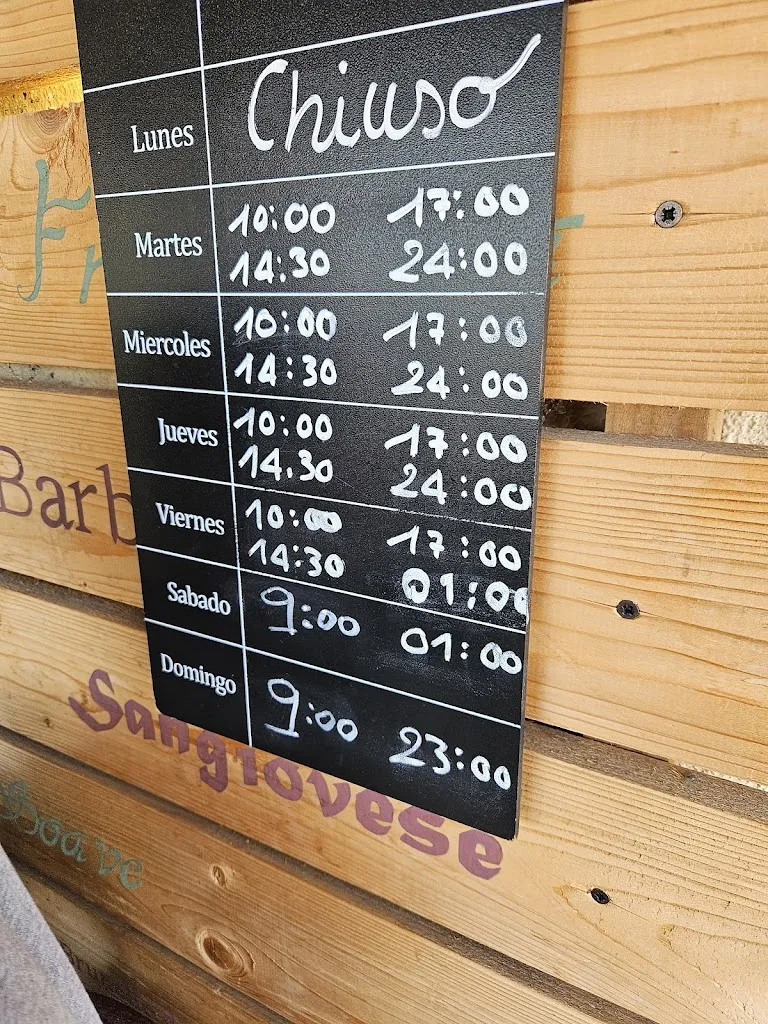 Lunes Chiuso
Martes 10:00 17:00
14:30 24:00
Miercoles 10:00 17:00
14:30 24:00
Jueves 10:00 17:00
14.30 24:00
Viernes 10:00 17:00
14:30 01:00
Sabado 9:00 01:00
Domingo 9:00 23:00
Barb
Sangiovese
Soave